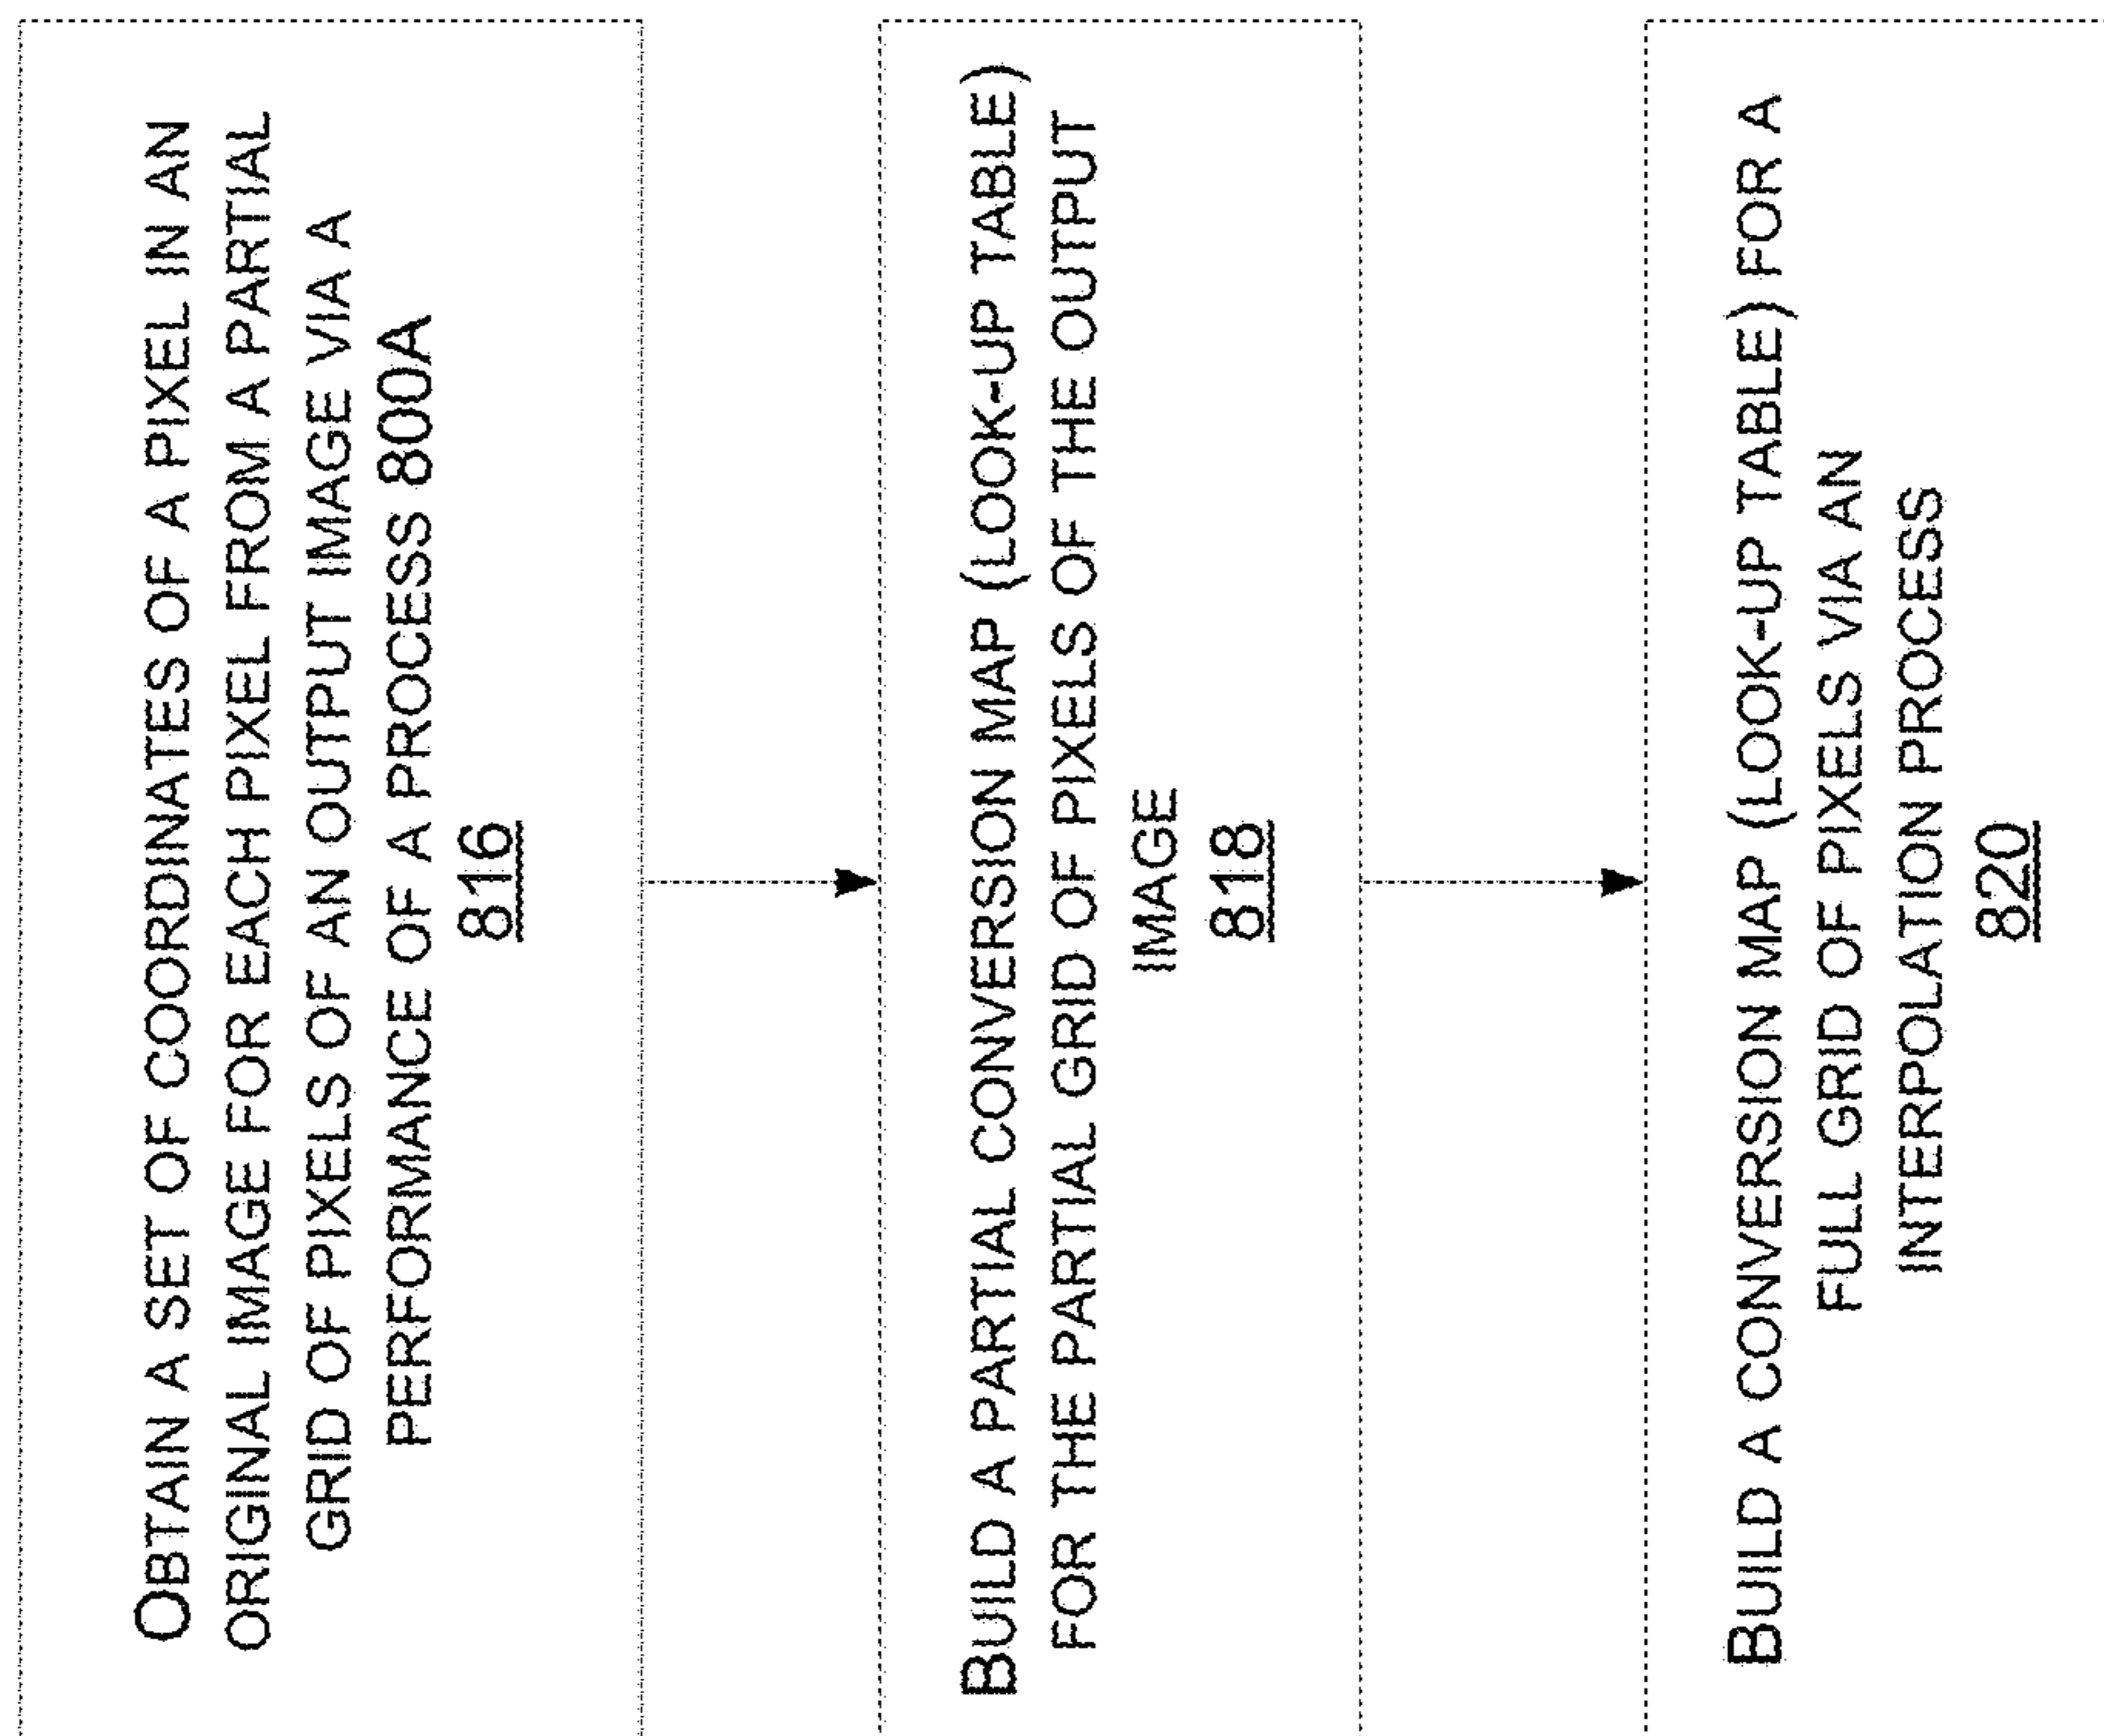 OBTAIN A SET OF COORDINATES OF A PIXEL IN AN
ORIGINAL IMAGE FOR EACH PIXEL FROM A PARTIAL
GRID OF PIXELS OF AN OUTPUT IMAGE VIA A
PERFORMANCE OF A PROCESS 800A
816
BUILD A PARTIAL CONVERSION MAP (LOOK-UP TABLE)
FOR THE PARTIAL GRID OF PIXELS OF THE OUTPUT
IMAGE
818
BUILD A CONVERSION MAP (LOOK-UP TABLE) FOR A
FULL GRID OF PIXELS VIA AN
INTERPOLATION PROCESS
820